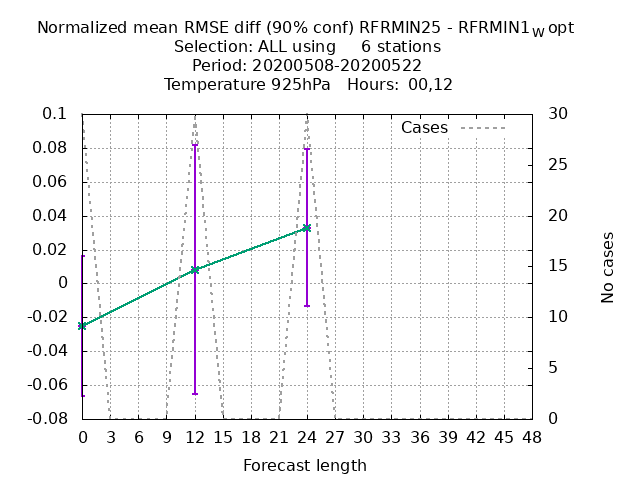 Normalized mean RMSE diff (90% conf) RFRMIN25 - RFRMIN1wopt
Selection: ALL using 6 stations
Period: 20200508-20200522
Temperature 925hPa Hours: 00,12
Cases
0.1
0.08
0.06
0.04
0.02
0
-0.02
-0.04
-0.06
-0.08
30
25
20
15
10
5
0
No cases
0 3 6 9 12 15 18 21 24 27 30 33 36 39 42 45 48
Forecast length